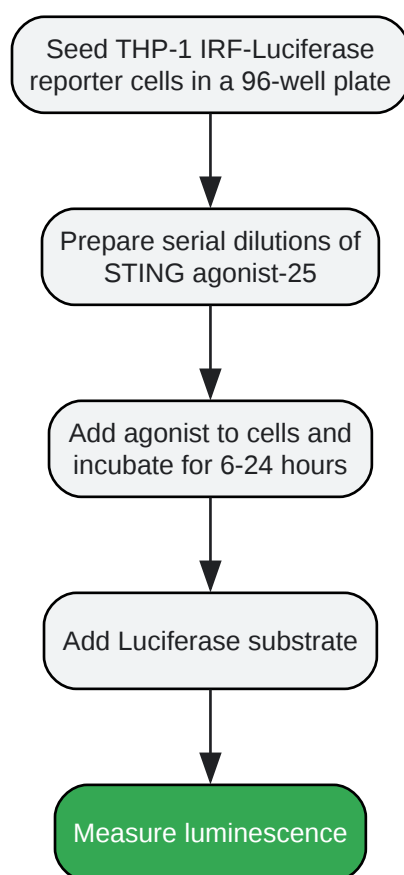 Seed THP-1 IRF-Luciferase
reporter cells in a 96-well plate
Prepare serial dilutions of
STING agonist-25
Add agonist to cells and
incubate for 6-24 hours
Add Luciferase substrate
Measure luminescence